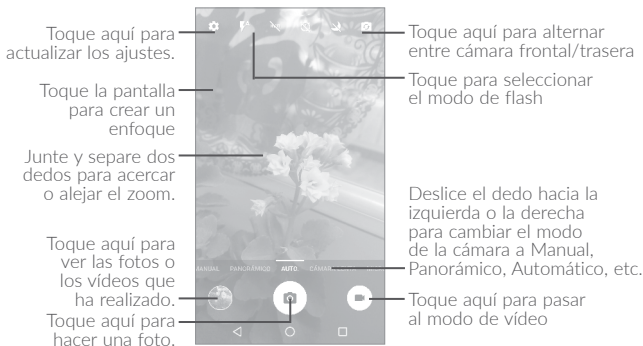 Toque aquí para
actualizar los ajustes.
Toque la pantalla
para crear un
enfoque
Junte y separe dos
dedos para acercar
o alejar el zoom.
Toque aquí para
ver las fotos o
los vídeos que
ha realizado.
Toque aquí para
hacer una foto.
PANORÁMICO AUTO.
Toque aquí para alternar
entre cámara frontal/trasera
Toque para seleccionar
el modo de flash
Deslice el dedo hacia la
izquierda o la derecha
para cambiar el modo
de la cámara a Manual,
Panorámico, Automático, etc.
Toque aquí para pasar
al modo de vídeo